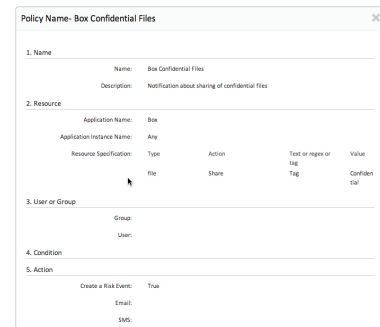 Policy Name- Box Confidential Files
1. Name
Name: Box Confidential Files
Description: Notification about sharing of confidential files
2. Resource
Application Name: Box
Application Instance Name: Any
Resource Specification: Type Action Text or regex or tag Value
file Share Tag Confiden
tial
3. User or Group
Group:
User:
4. Condition
5. Action
Create a Risk Event: True
Email:
SMS: